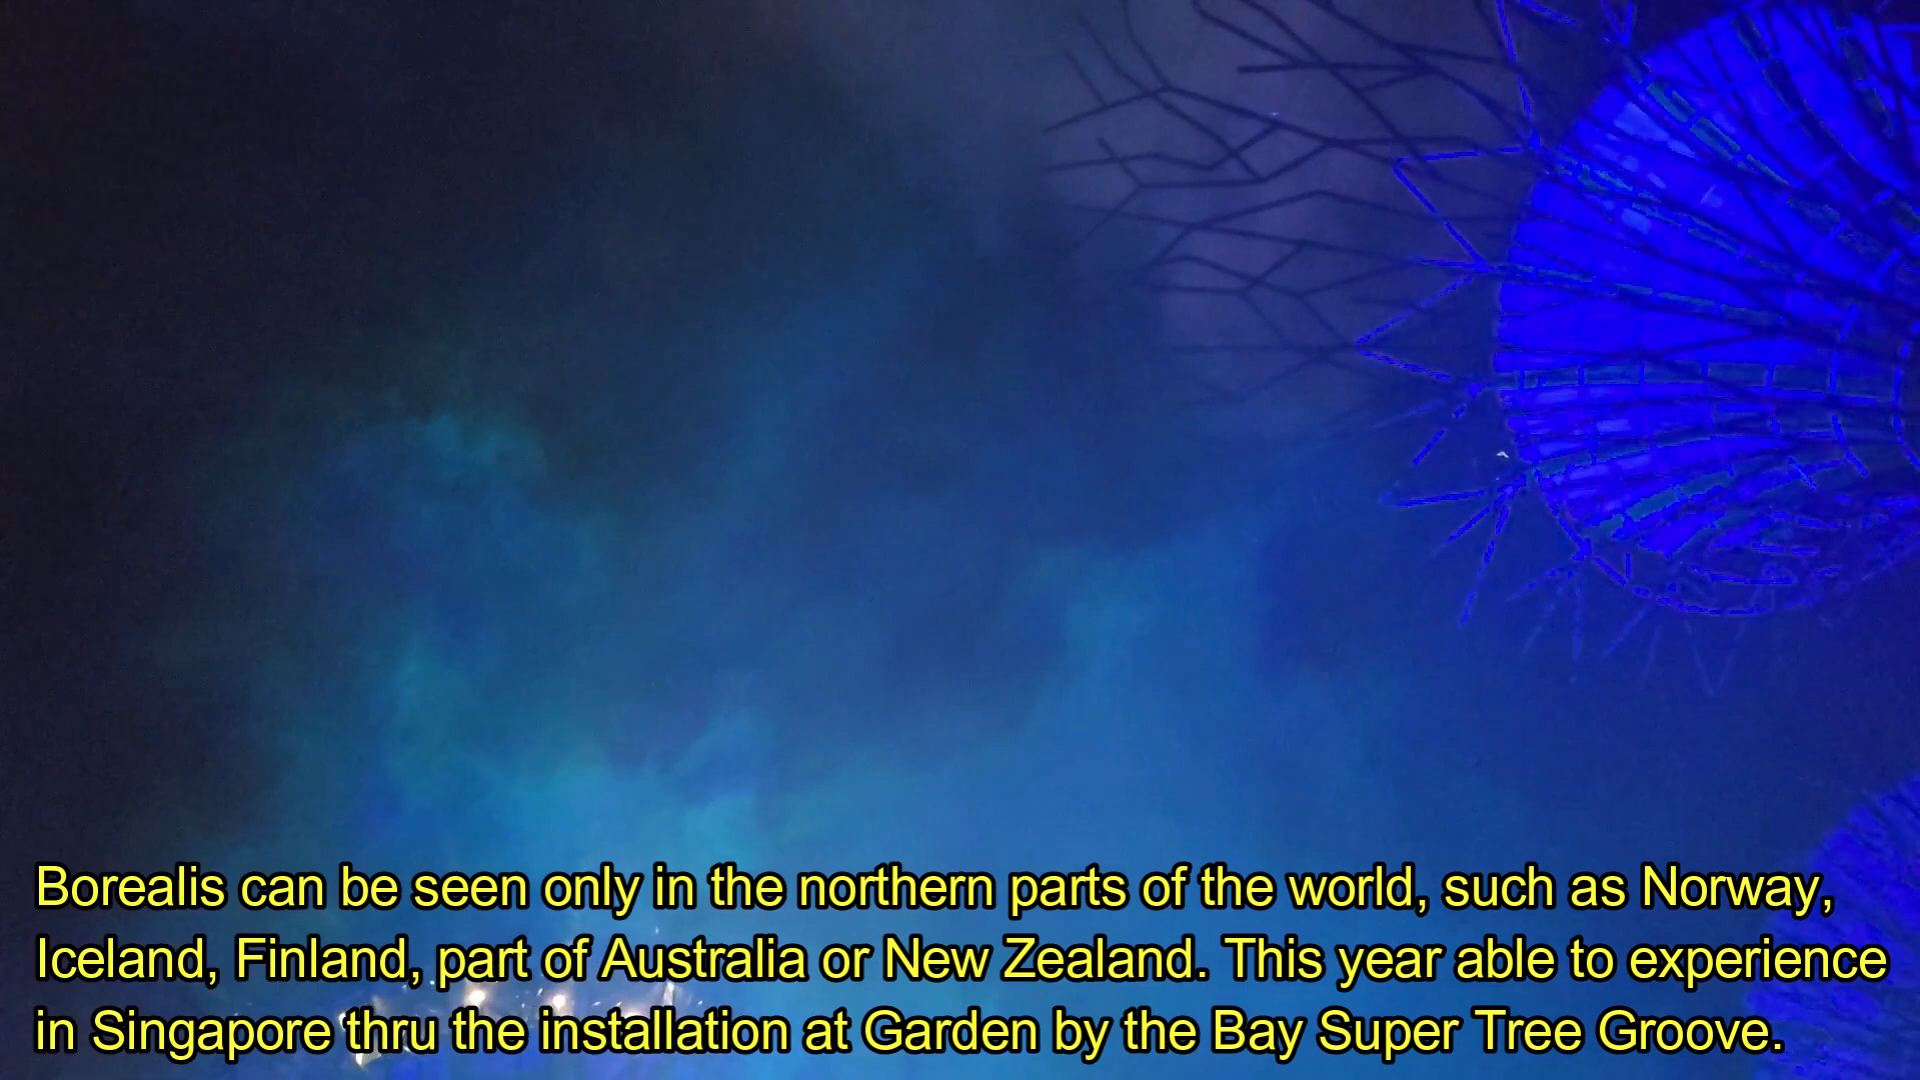 Borealis can be seen only in the northern parts of the world, such as Norway,
Iceland, Finland, part of Australia or New Zealand. This year able to experience
in Singapore thru the installation at Garden by the Bay Super Tree Groove.